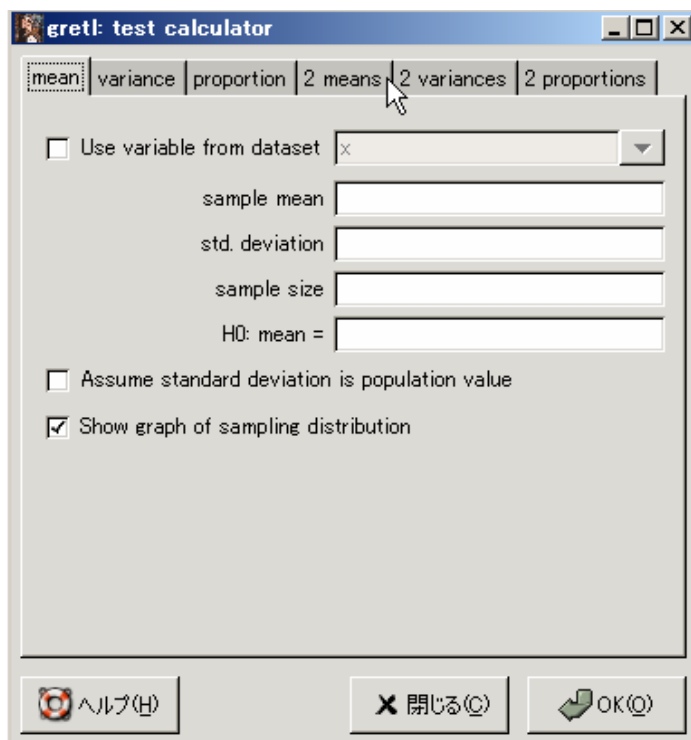 gretl: test calculator
mean variance proportion 2 means 2 variances 2 proportions
Use variable from dataset x
sample mean
std. deviation
sample size
H0: mean =
Assume standard deviation is population value
Show graph of sampling distribution
ヘルプ(H) 閉じる(C) OK(O)